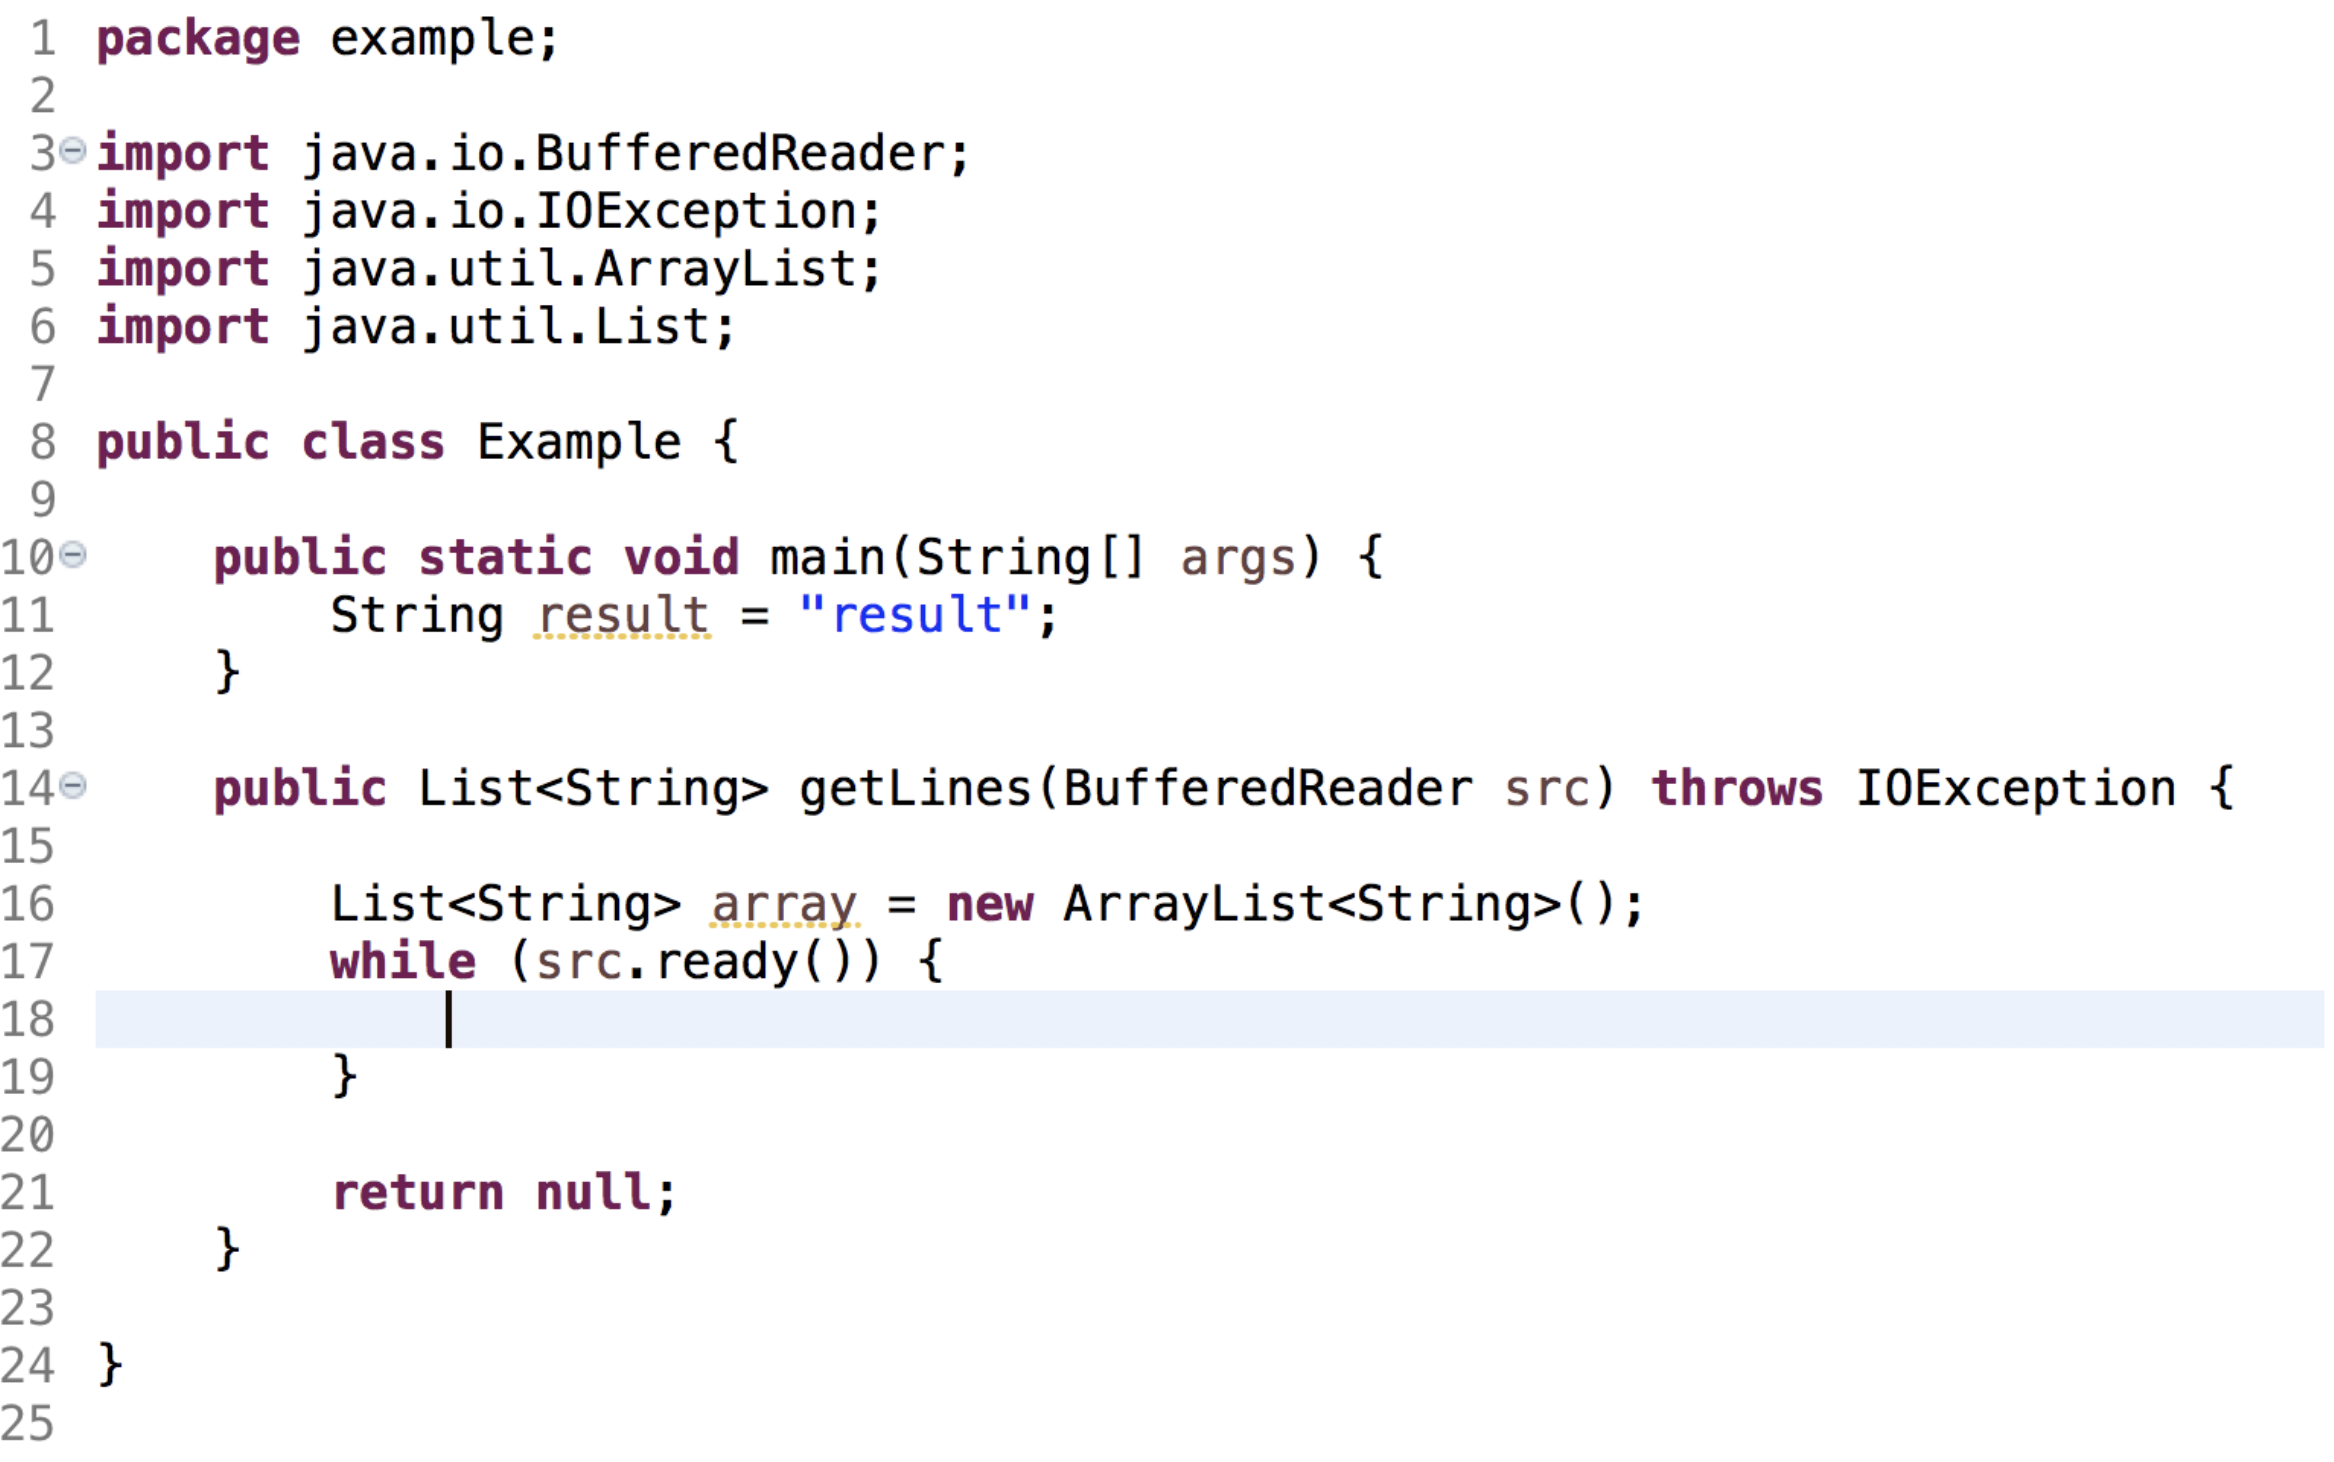 1 package example;
2
3 import java.io.BufferedReader;
4 import java.io.IOException;
5 import java.util.ArrayList;
6 import java.util.List;
7
8 public class Example {
9
10     public static void main(String[] args) {
11         String result = "result";
12     }
13
14     public List<String> getLines(BufferedReader src) throws IOException {
15
16         List<String> array = new ArrayList<String>();
17         while (src.ready()) {
18
19         }
20
21         return null;
22     }
23
24 }
25